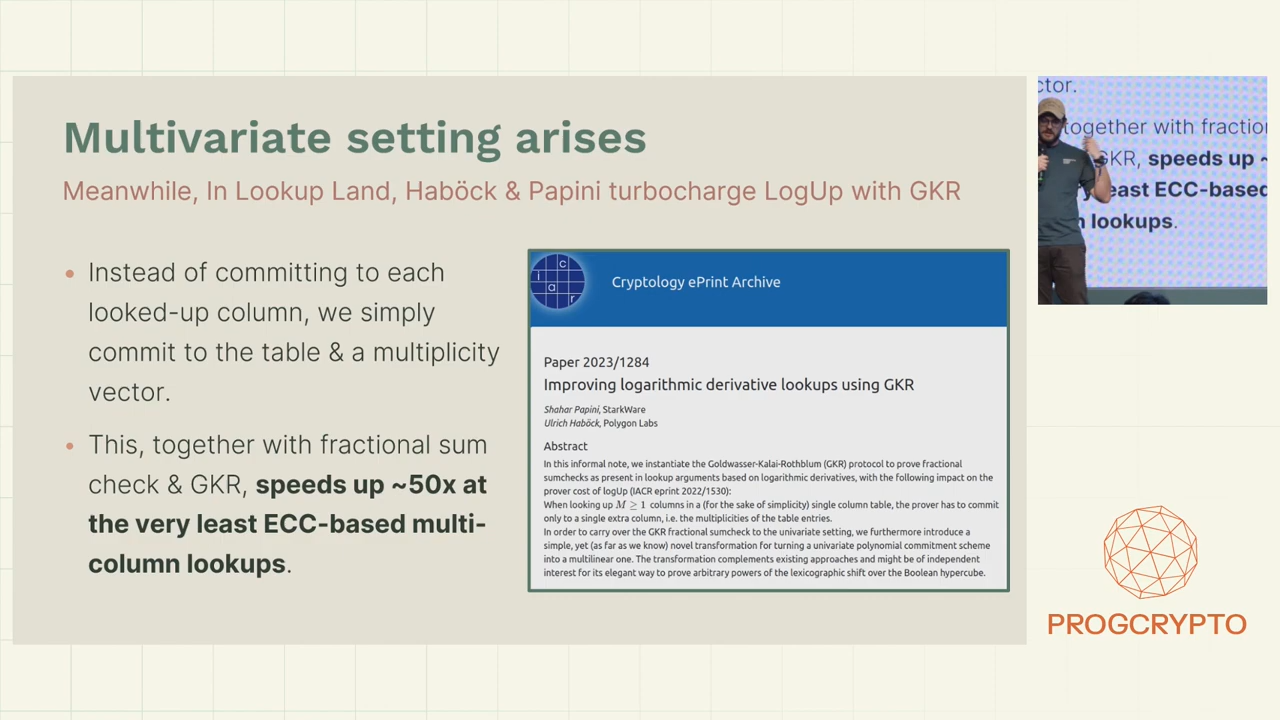 Multivariate setting arises
Meanwhile, In Lookup Land, Haböck & Papini turbocharge LogUp with GKR
• Instead of committing to each
looked-up column, we simply
commit to the table & a multiplicity
vector.
• This, together with fractional sum
check & GKR, speeds up ~50x at
the very least ECC-based multi-
column lookups.
c
i
a
r
Cryptology ePrint Archive
Paper 2023/1284
Improving logarithmic derivative lookups using GKR
Shahar Papini, StarkWare
Ulrich Haböck, Polygon Labs
Abstract
In this informal note, we instantiate the Goldwasser-Kalai-Rothblum (GKR) protocol to prove fractional
sumchecks as present in lookup arguments based on logarithmic derivatives, with the following impact on the
prover cost of logUp (IACR eprint 2022/1530):
When looking up M ≥ 1 columns in a (for the sake of simplicity) single column table, the prover has to commit
only to a single extra column, i.e. the multiplicities of the table entries.
In order to carry over the GKR fractional sumcheck to the univariate setting, we furthermore introduce a
simple, yet (as far as we know) novel transformation for turning a univariate polynomial commitment scheme
into a multilinear one. The transformation complements existing approaches and might be of independent
interest for its elegant way to prove arbitrary powers of the lexicographic shift over the Boolean hypercube.
ctor.
together with fractio
GKR, speeds up ~
y least ECC-based
n lookups.
PROGCRYPTO